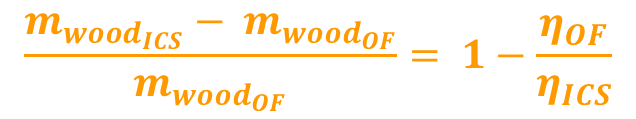 m_wood_ICS − m_wood_OF / m_wood_OF = 1 − η_OF / η_ICS